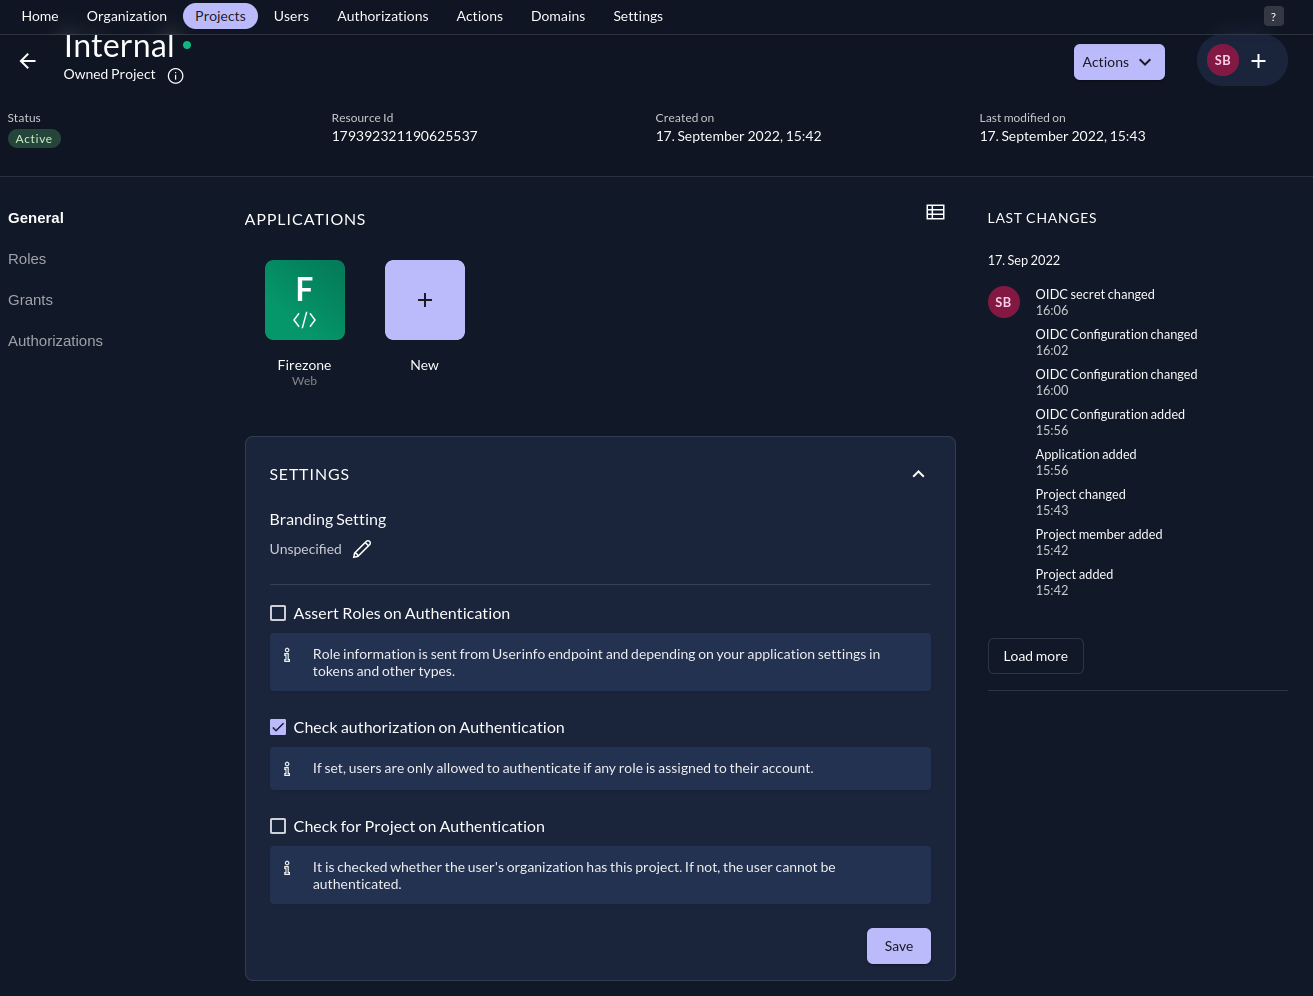 Home Organization Projects Users Authorizations Actions Domains Settings ?
Internal
Owned Project
Actions
SB
Status
Active
Resource Id
179392321190625537
Created on
17. September 2022, 15:42
Last modified on
17. September 2022, 15:43
General
Roles
Grants
Authorizations
APPLICATIONS
F
</>
Firezone
Web
+
New
SETTINGS
Branding Setting
Unspecified
Assert Roles on Authentication
Role information is sent from Userinfo endpoint and depending on your application settings in
tokens and other types.
Check authorization on Authentication
If set, users are only allowed to authenticate if any role is assigned to their account.
Check for Project on Authentication
It is checked whether the user's organization has this project. If not, the user cannot be
authenticated.
Save
LAST CHANGES
17. Sep 2022
SB
OIDC secret changed
16:06
OIDC Configuration changed
16:02
OIDC Configuration changed
16:00
OIDC Configuration added
15:56
Application added
15:56
Project changed
15:43
Project member added
15:42
Project added
15:42
Load more